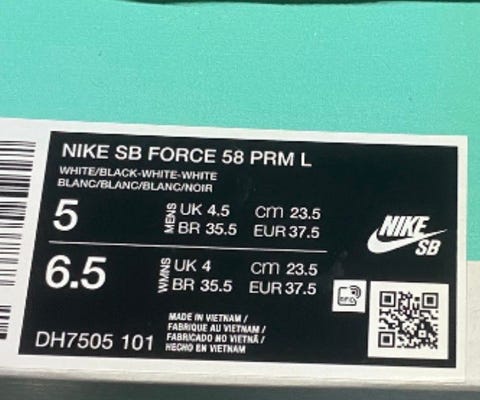 NIKE SB FORCE 58 PRM L
WHITE/BLACK-WHITE-WHITE
BLANC/BLANC/BLANC/NOIR
5 MENS UK 4.5 cm 23.5
BR 35.5 EUR 37.5
6.5 WMNS UK 4 cm 23.5
BR 35.5 EUR 37.5
NIKE
SB
MADE IN VIETNAM /
FABRIQUE AU VIETNAM /
FABRICADO NO VIETNÃ /
HECHO EN VIETNAM
DH7505 101